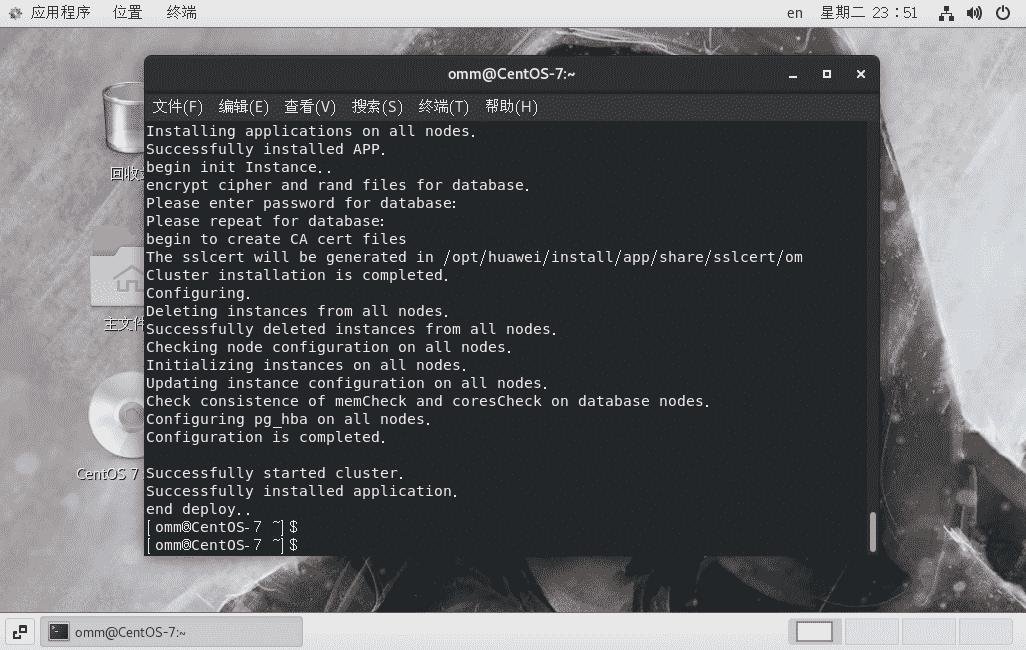 应用程序 位置 终端 en 星期二 23:51
omm@CentOS-7:~
文件(F) 编辑(E) 查看(V) 搜索(S) 终端(T) 帮助(H)
Installing applications on all nodes.
Successfully installed APP.
begin init Instance..
encrypt cipher and rand files for database.
Please enter password for database:
Please repeat for database:
begin to create CA cert files
The sslcert will be generated in /opt/huawei/install/app/share/sslcert/om
Cluster installation is completed.
Configuring.
Deleting instances from all nodes.
Successfully deleted instances from all nodes.
Checking node configuration on all nodes.
Initializing instances on all nodes.
Updating instance configuration on all nodes.
Check consistence of memCheck and coresCheck on database nodes.
Configuring pg_hba on all nodes.
Configuration is completed.
Successfully started cluster.
Successfully installed application.
end deploy..
[omm@CentOS-7 ~]$
[omm@CentOS-7 ~]$
回收
主文件
CentOS 7
omm@CentOS-7:~